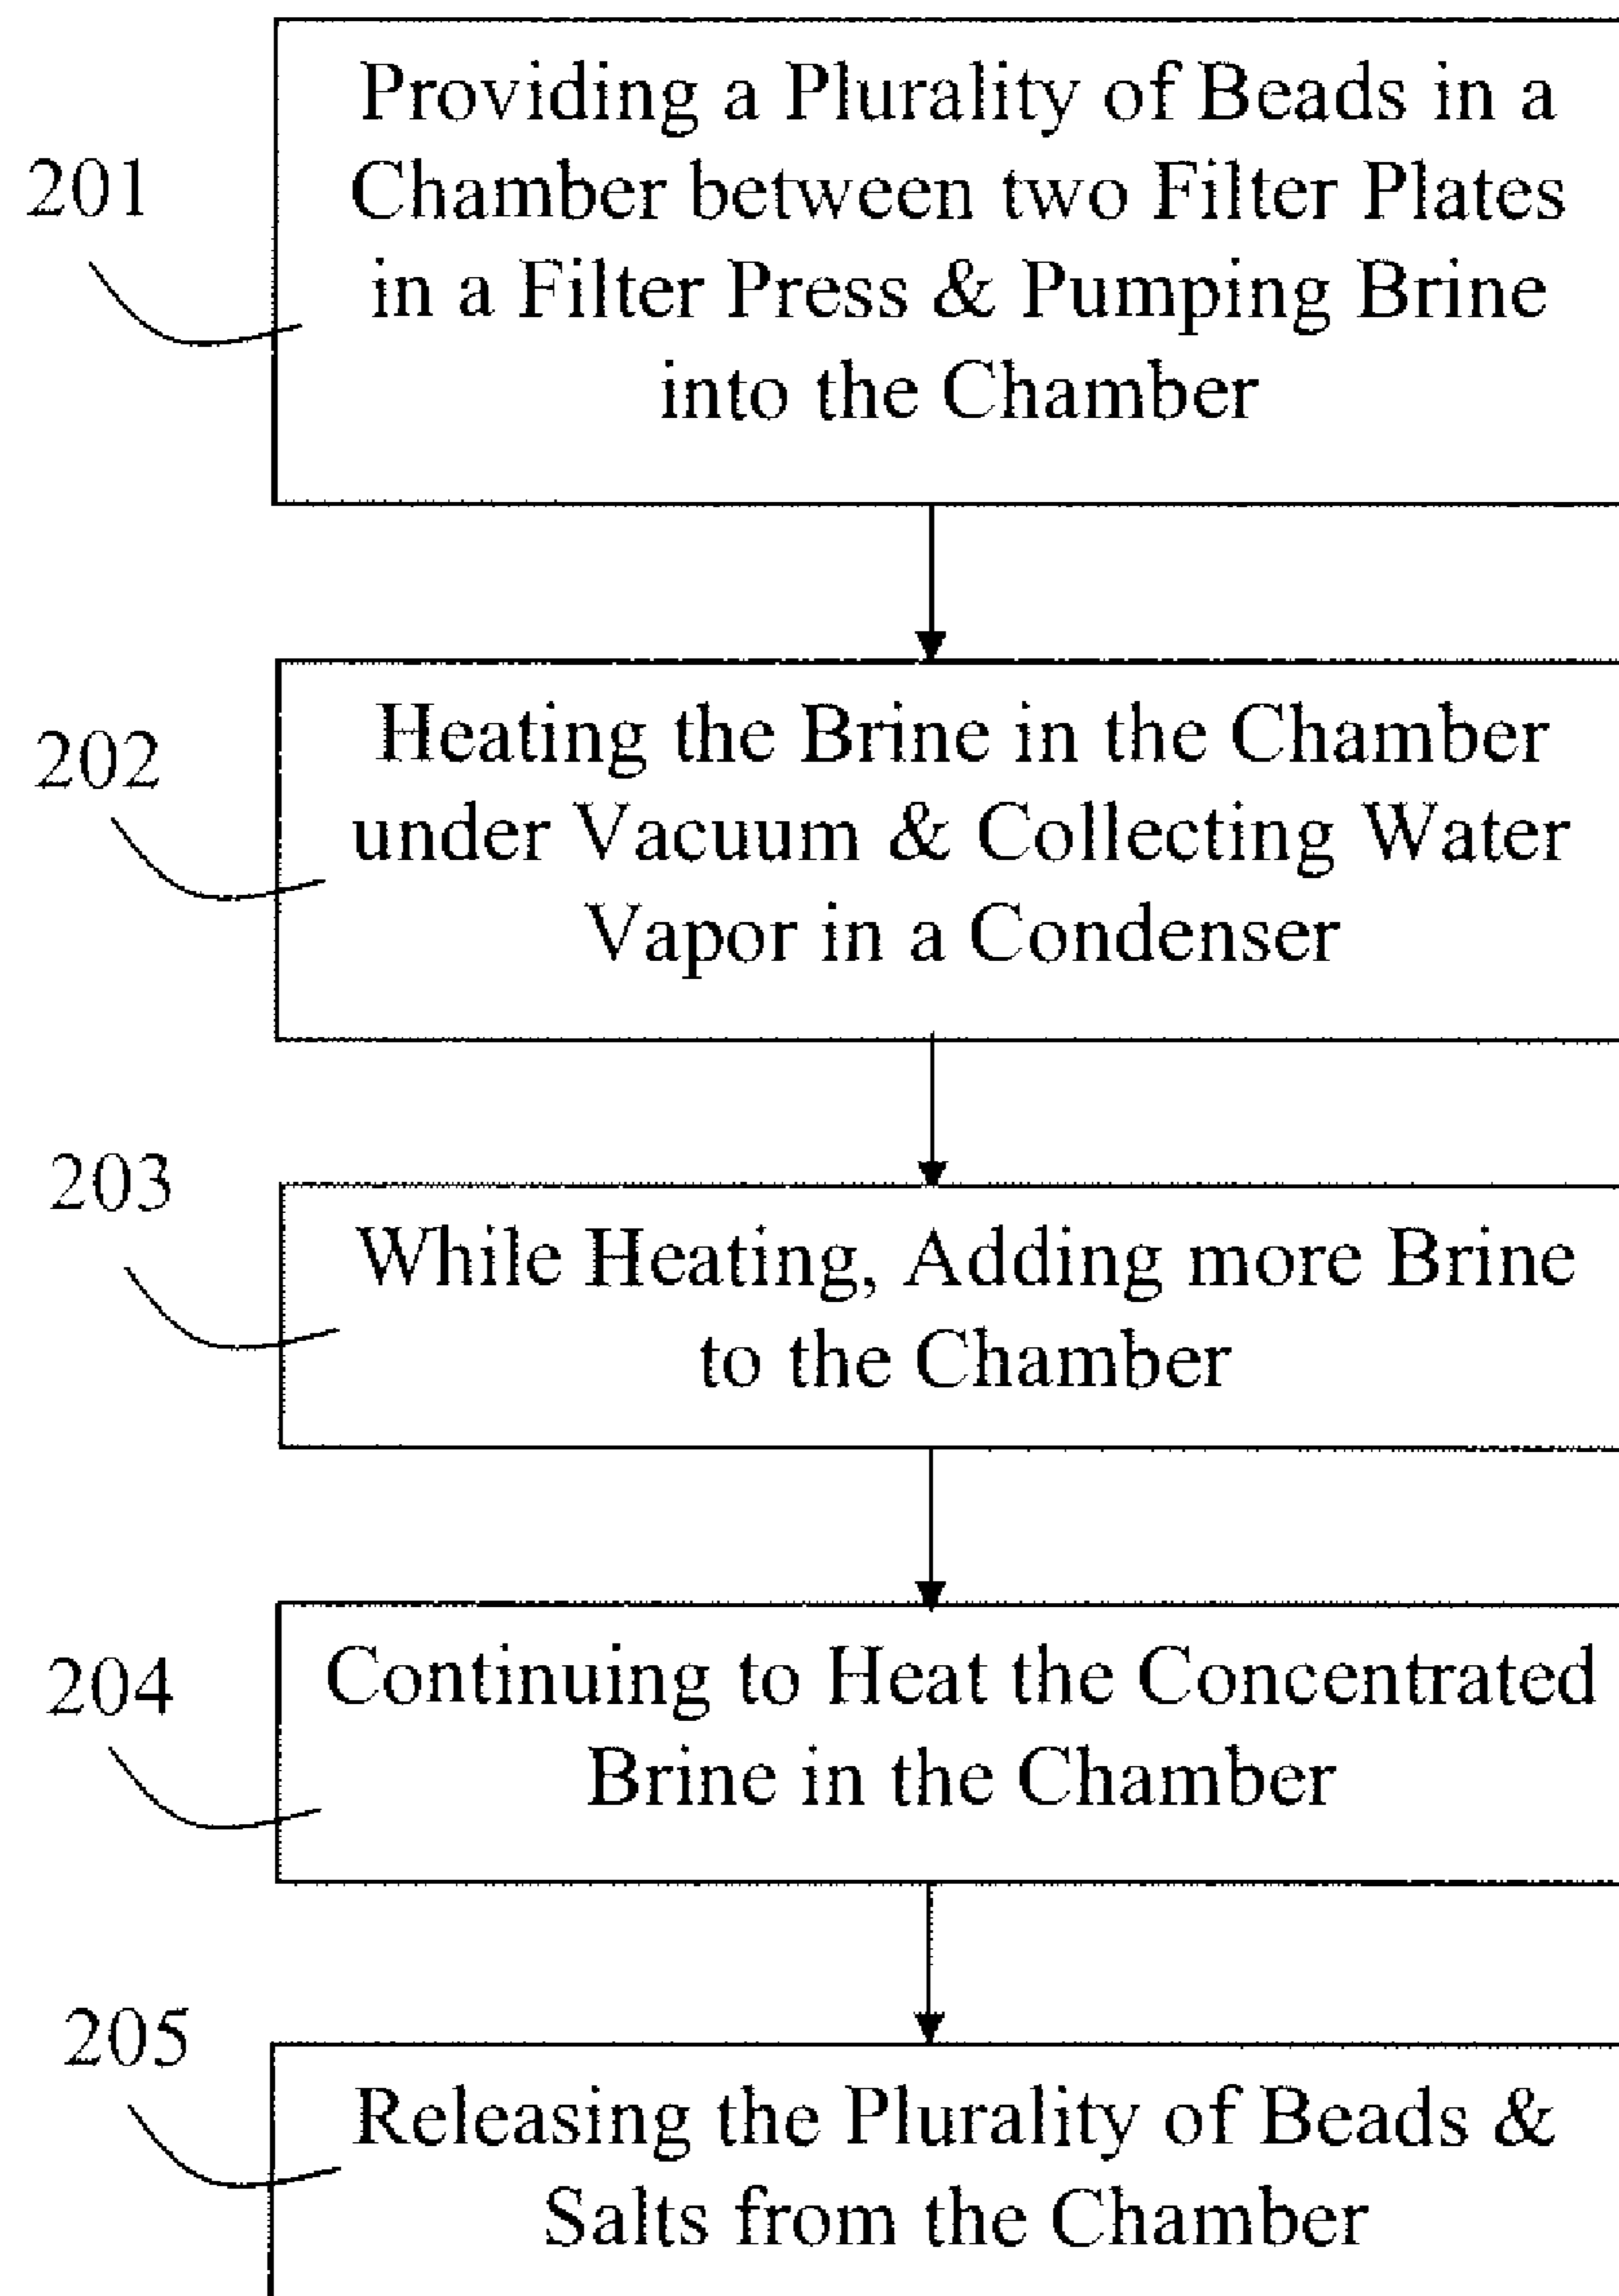 201
Providing a Plurality of Beads in a
Chamber between two Filter Plates
in a Filter Press & Pumping Brine
into the Chamber
202
Heating the Brine in the Chamber
under Vacuum & Collecting Water
Vapor in a Condenser
203
While Heating, Adding more Brine
to the Chamber
204
Continuing to Heat the Concentrated
Brine in the Chamber
205
Releasing the Plurality of Beads &
Salts from the Chamber